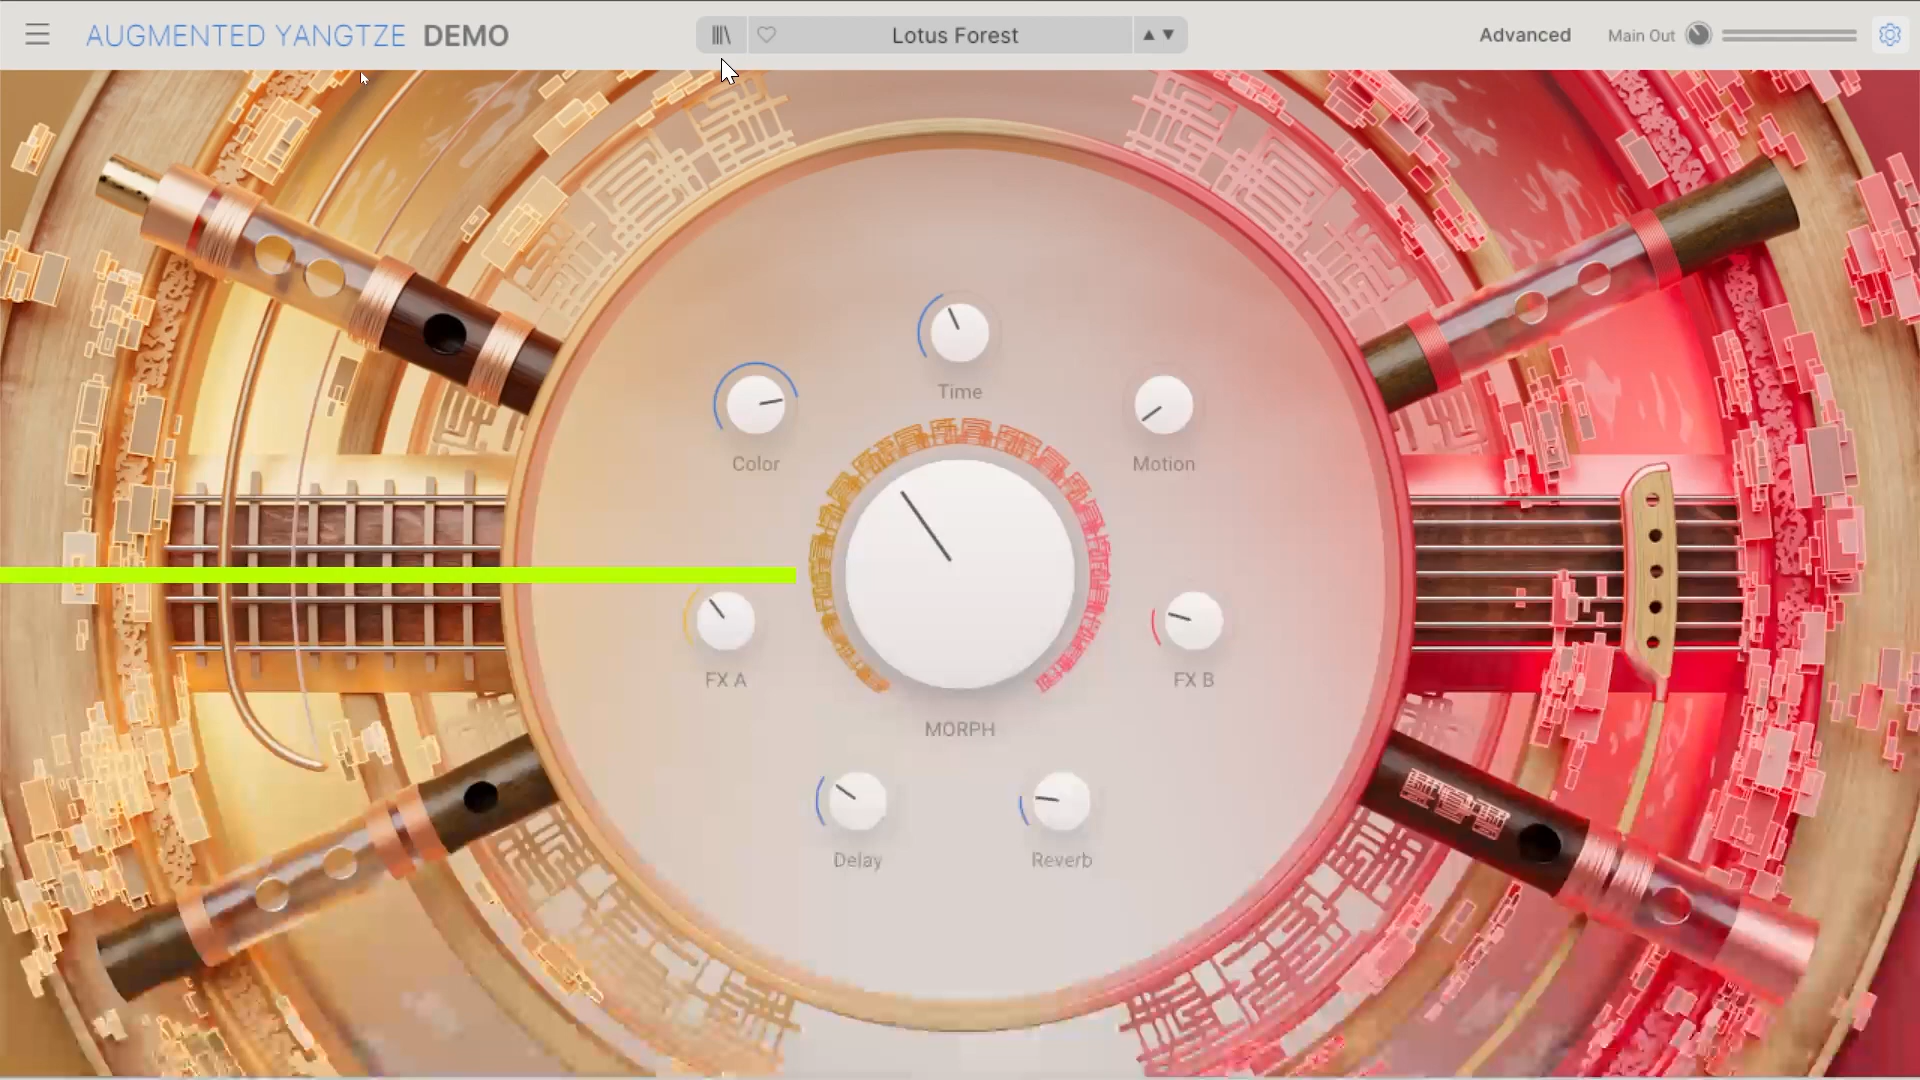 AUGMENTED YANGTZE DEMO
Lotus Forest
Advanced
Main Out
Time
Color
Motion
FX A
FX B
MORPH
Delay
Reverb